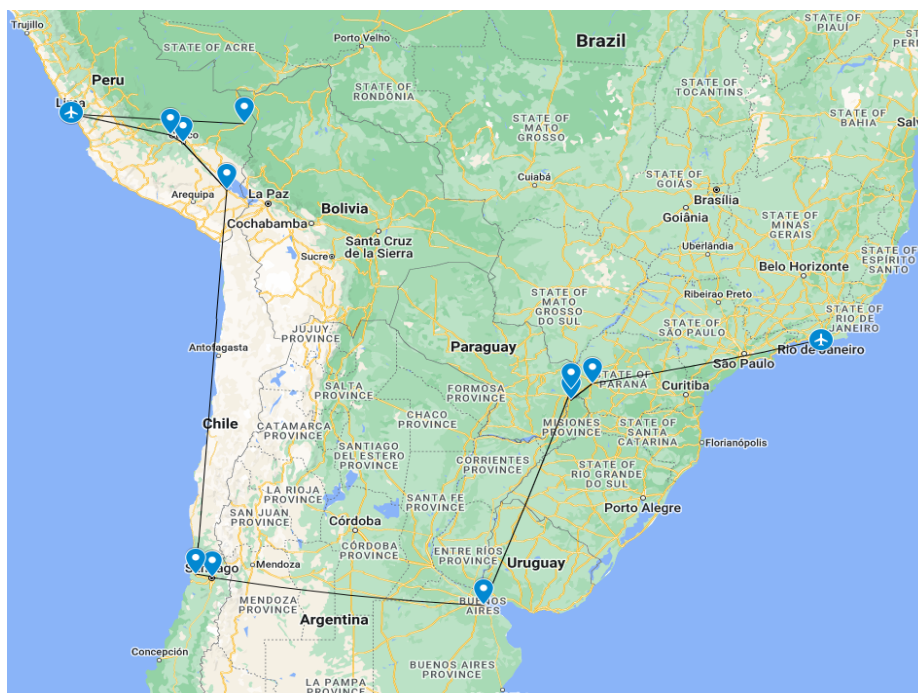 Trujillo
Porto Velho
STATE OF ACRE
Brazil
STATE OF
PIAUÍ
Peru
STATE OF
RONDÔNIA
STATE OF
TOCANTINS
STATE OF
MATO
GROSSO
STATE OF
BAHIA
Cuiabá
STATE OF
GOIÁS
Brasília
Goiânia
Arequipa
La Paz
Bolivia
Cochabamba
Santa Cruz
de la Sierra
Sucre
STATE OF
MINAS
GERAIS
Uberlândia
STATE OF
ESPÍRITO
SANTO
Belo Horizonte
STATE OF
MATO
GROSSO
DO SUL
Ribeirao Preto
STATE OF
RIO DE
JANEIRO
STATE OF
SÃO PAULO
JUJUY
PROVINCE
Antofagasta
Paraguay
São Paulo
Rio de Janeiro
STATE OF
PARANÁ
Curitiba
SALTA
PROVINCE
FORMOSA
PROVINCE
Chile
CHACO
PROVINCE
CATAMARCA
PROVINCE
MISIONES
PROVINCE
STATE OF
SANTA
CATARINA
Florianópolis
SANTIAGO
DEL ESTERO
PROVINCE
CORRIENTES
PROVINCE
STATE OF
RIO GRANDE
DO SUL
LA RIOJA
PROVINCE
SANTA FE
PROVINCE
Porto Alegre
SAN JUAN
PROVINCE
Córdoba
CÓRDOBA
PROVINCE
ENTRE RÍOS
PROVINCE
Uruguay
Santiago
Mendoza
MENDOZA
PROVINCE
BUENOS
AIRES
Argentina
Concepción
BUENOS AIRES
PROVINCE
LA PAMPA
PROVINCE